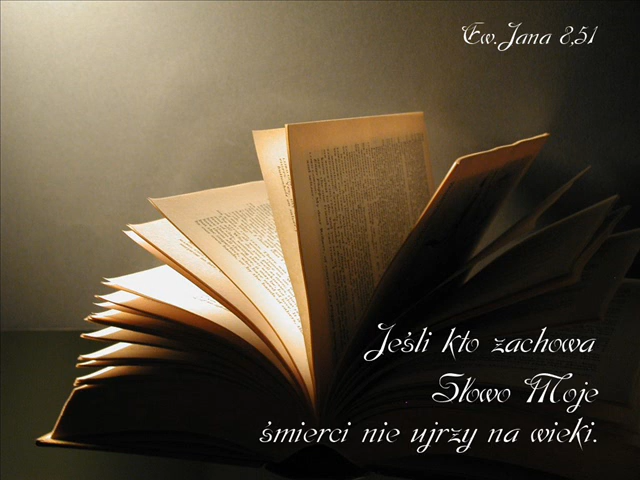 Ew. Jana 8,51
Jeśli kto zachowa
Słowo Moje
śmierci nie ujrzy na wieki.